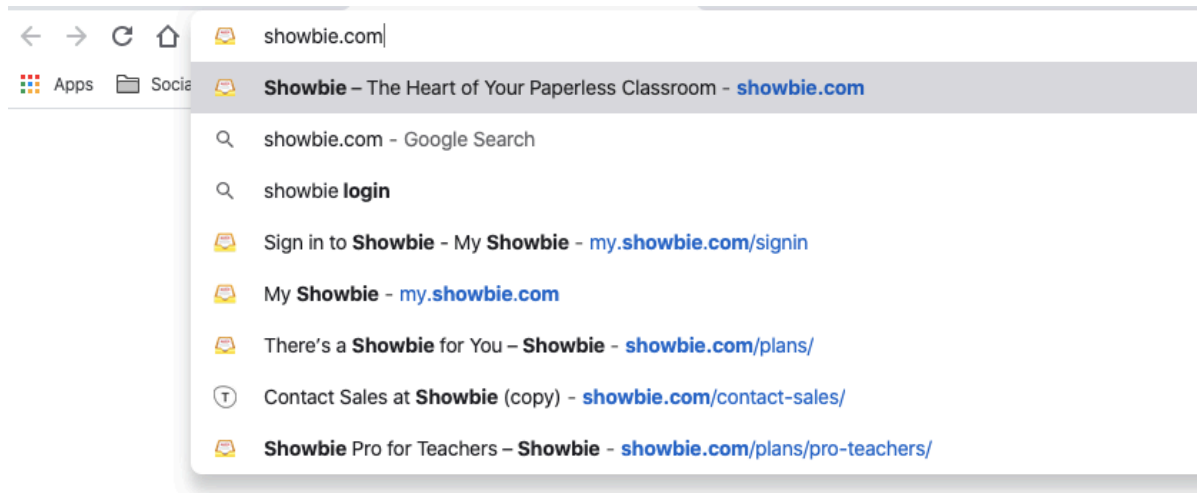 showbie.com
Apps Socia
Showbie – The Heart of Your Paperless Classroom - showbie.com
showbie.com - Google Search
showbie login
Sign in to Showbie - My Showbie - my.showbie.com/signin
My Showbie - my.showbie.com
There's a Showbie for You – Showbie - showbie.com/plans/
T Contact Sales at Showbie (copy) - showbie.com/contact-sales/
Showbie Pro for Teachers – Showbie - showbie.com/plans/pro-teachers/